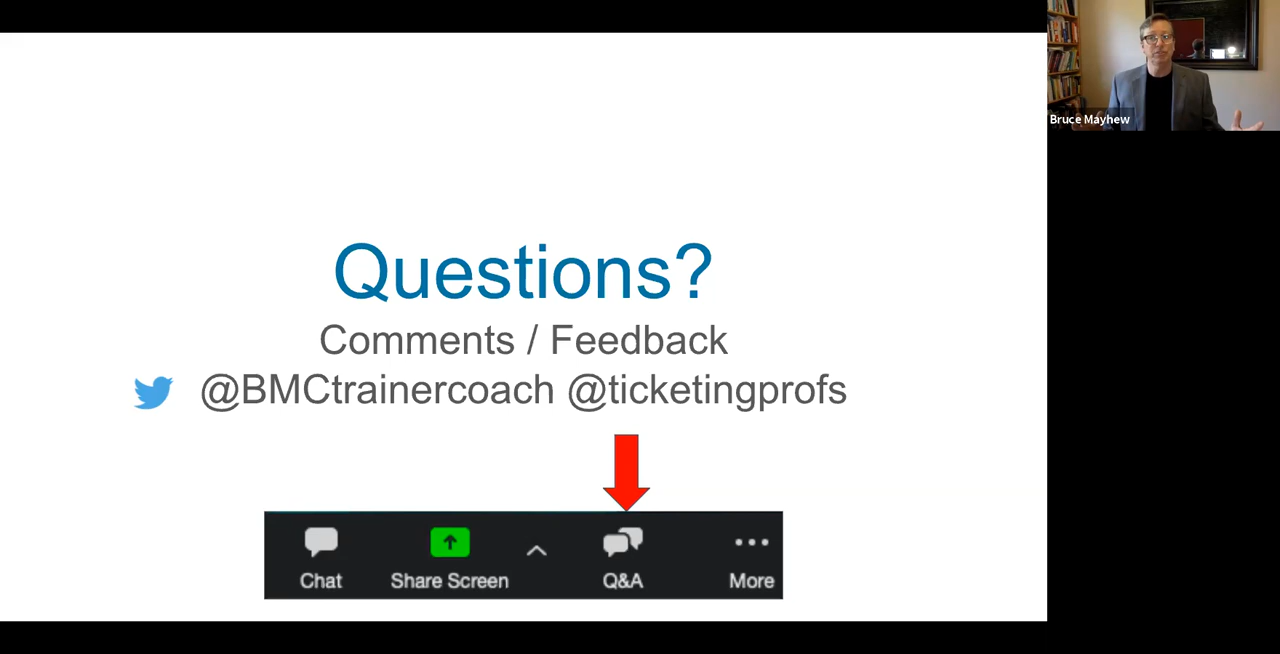 Bruce Mayhew
Questions?
Comments / Feedback
@BMCtrainercoach @ticketingprofs
Chat
Share Screen
Q&A
More